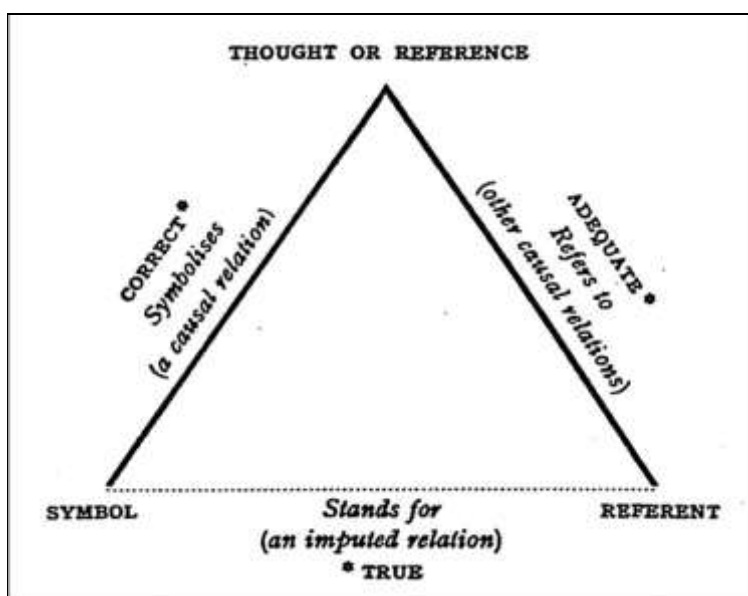 THOUGHT OR REFERENCE
CORRECT*
Symbolises
(a causal relation)
ADEQUATE*
Refers to
(other causal relations)
SYMBOL
Stands for
(an imputed relation)
* TRUE
REFERENT